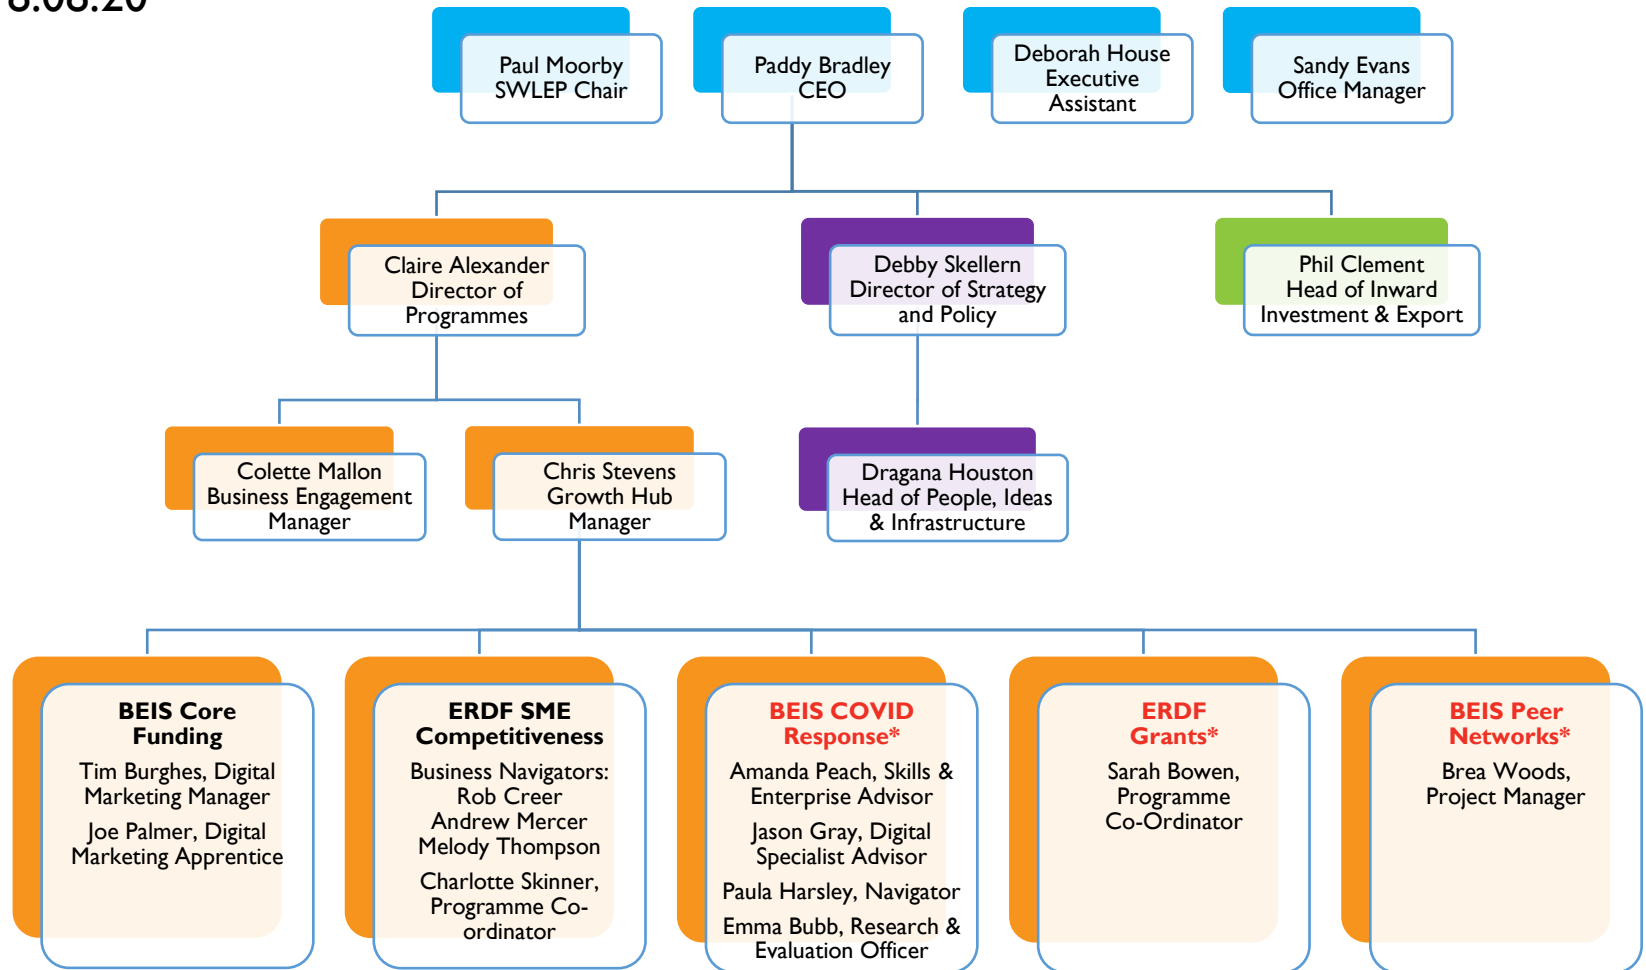 8.08.20
Paul Moorby
SWLEP Chair
Paddy Bradley
CEO
Deborah House
Executive
Assistant
Sandy Evans
Office Manager
Claire Alexander
Director of
Programmes
Debby Skellern
Director of Strategy
and Policy
Phil Clement
Head of Inward
Investment & Export
Colette Mallon
Business Engagement
Manager
Chris Stevens
Growth Hub
Manager
Dragana Houston
Head of People, Ideas
& Infrastructure
BEIS Core
Funding
Tim Burghes, Digital
Marketing Manager
Joe Palmer, Digital
Marketing Apprentice
ERDF SME
Competitiveness
Business Navigators:
Rob Creer
Andrew Mercer
Melody Thompson
Charlotte Skinner,
Programme Co-
ordinator
BEIS COVID
Response*
Amanda Peach, Skills &
Enterprise Advisor
Jason Gray, Digital
Specialist Advisor
Paula Harsley, Navigator
Emma Bubb, Research &
Evaluation Officer
ERDF
Grants*
Sarah Bowen,
Programme
Co-Ordinator
BEIS Peer
Networks*
Brea Woods,
Project Manager